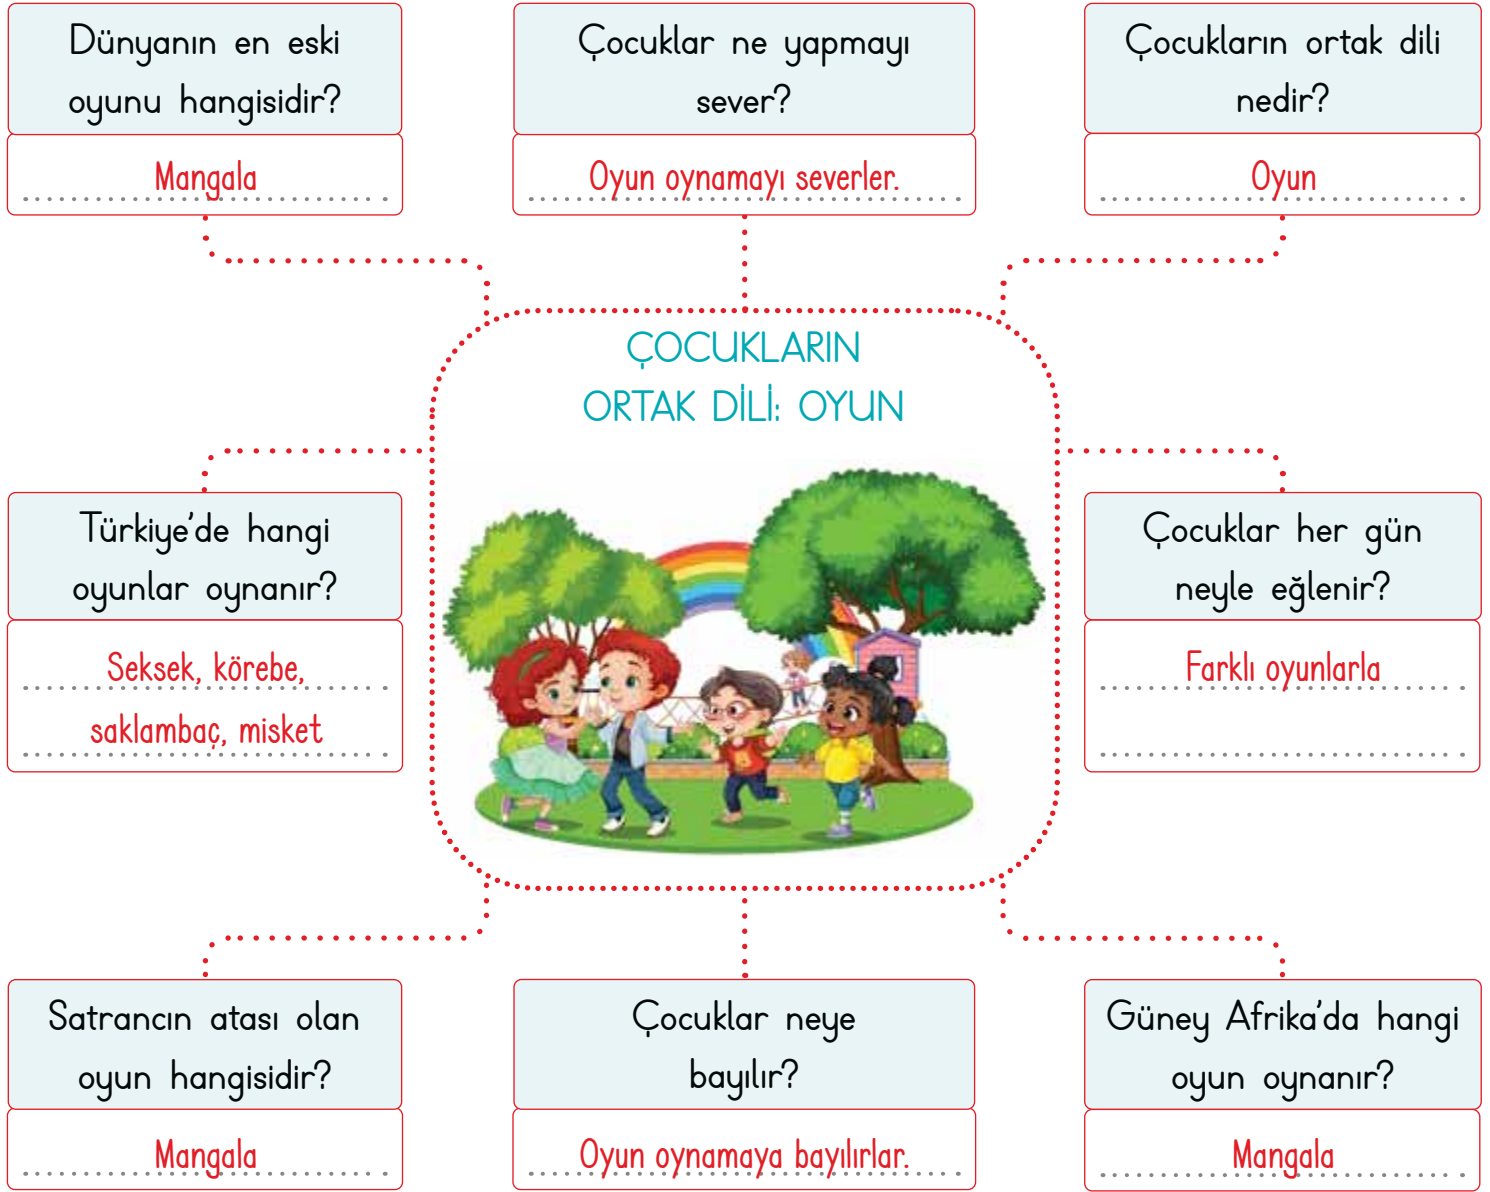 Dünyanın en eski
oyunu hangisidir?
Mangala
Çocuklar ne yapmayı
sever?
Oyun oynamayı severler.
Çocukların ortak dili
nedir?
Oyun
ÇOCUKLARIN
ORTAK DİLİ: OYUN
Türkiye'de hangi
oyunlar oynanır?
Seksek, körebe,
saklambaç, misket
Çocuklar her gün
neyle eğlenir?
Farklı oyunlarla
Satrancın atası olan
oyun hangisidir?
Mangala
Çocuklar neye
bayılır?
Oyun oynamaya bayılırlar.
Güney Afrika'da hangi
oyun oynanır?
Mangala